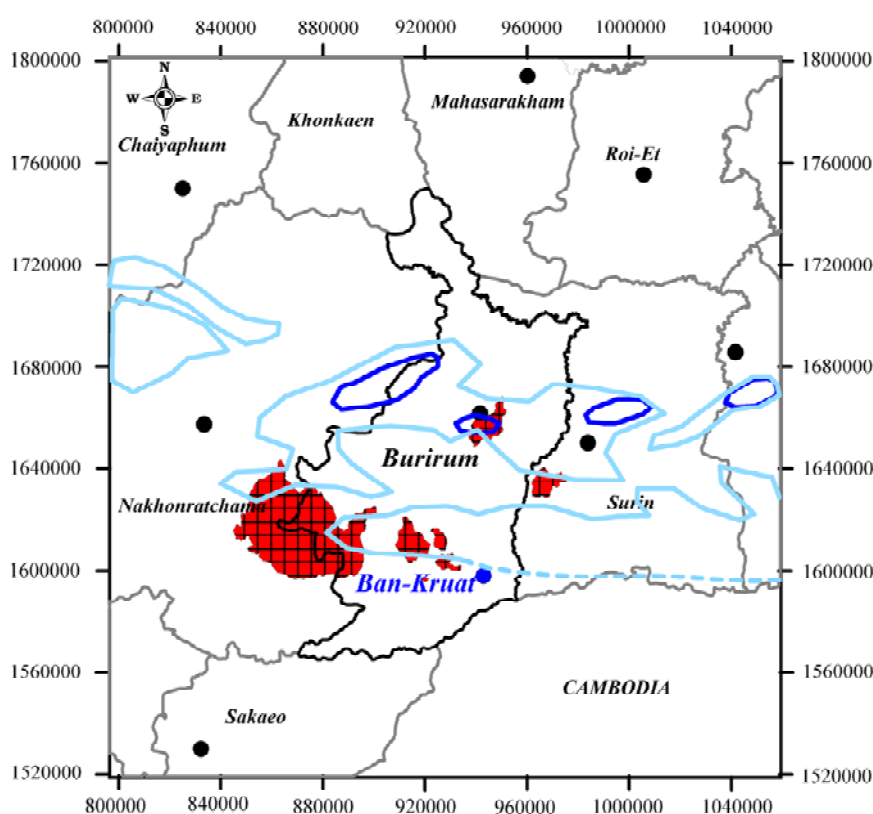 800000 840000 880000 920000 960000 1000000 1040000
1800000 1800000
N
W E
S
Mahasarakham
Khonkaen
Chaiyaphum
Roi-Et
1760000 1760000
1720000 1720000
1680000 1680000
Burirum
1640000 1640000
Nakhonratchama
Surin
1600000 1600000
Ban-Kruat
1560000 1560000
CAMBODIA
Sakaeo
1520000 1520000
800000 840000 880000 920000 960000 1000000 1040000